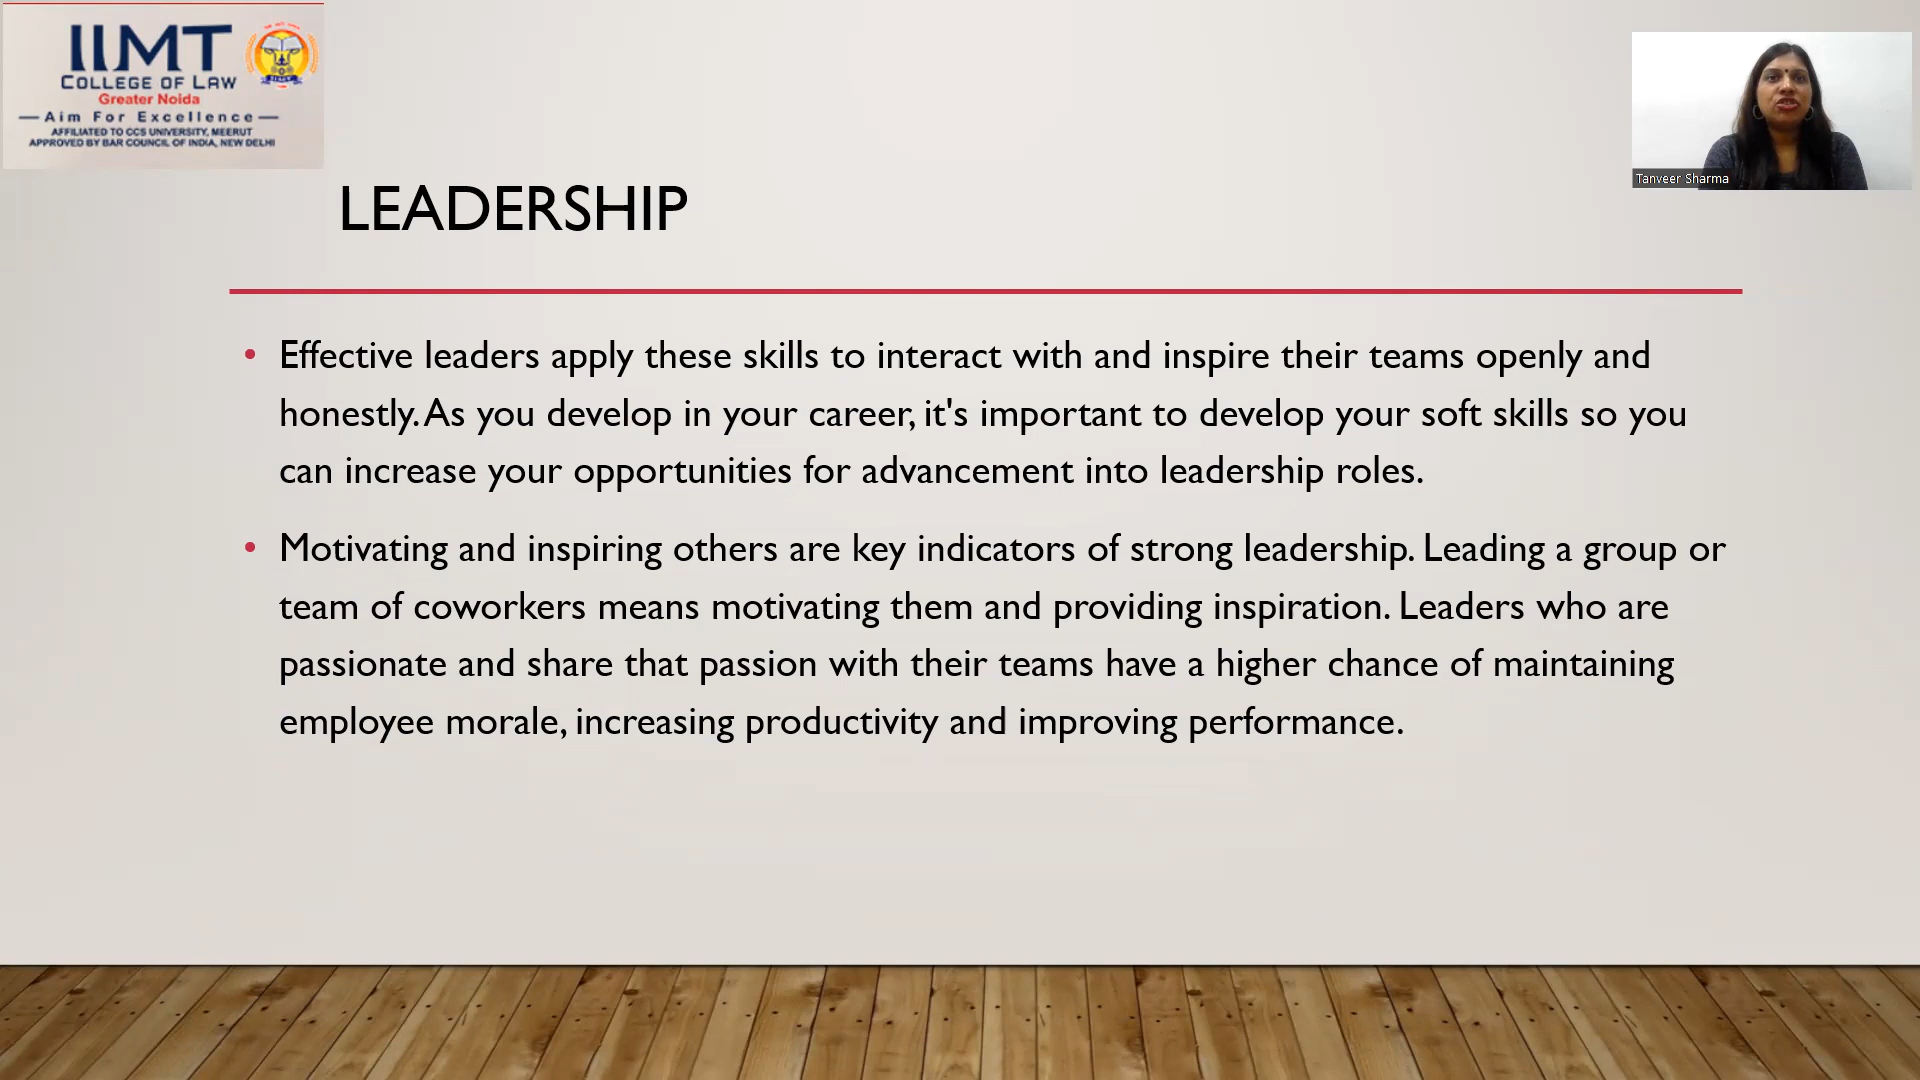 IIMT
COLLEGE OF LAW
Greater Noida
—Aim For Excellence—
AFFILIATED TO CCS UNIVERSITY, MEERUT
APPROVED BY BAR COUNCIL OF INDIA, NEW DELHI
Tanveer Sharma
LEADERSHIP
• Effective leaders apply these skills to interact with and inspire their teams openly and
honestly. As you develop in your career, it's important to develop your soft skills so you
can increase your opportunities for advancement into leadership roles.
• Motivating and inspiring others are key indicators of strong leadership. Leading a group or
team of coworkers means motivating them and providing inspiration. Leaders who are
passionate and share that passion with their teams have a higher chance of maintaining
employee morale, increasing productivity and improving performance.